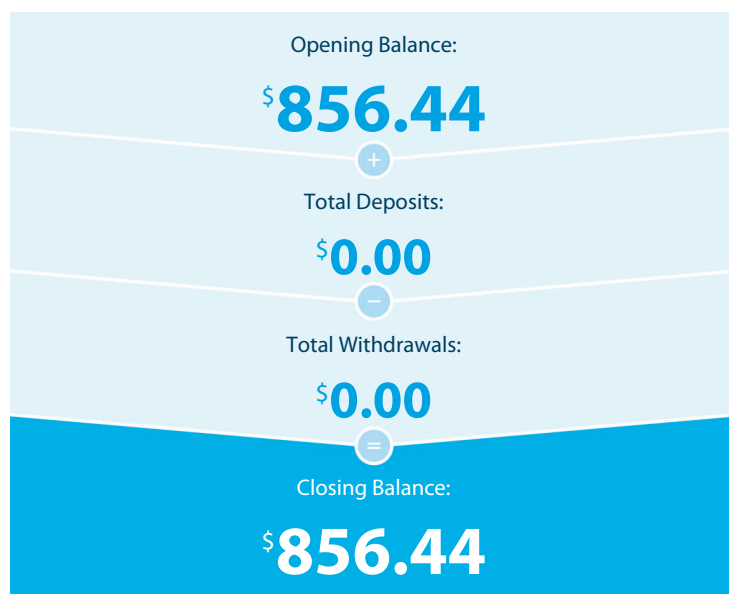 Opening Balance:
$856.44
+
Total Deposits:
$0.00
−
Total Withdrawals:
$0.00
=
Closing Balance:
$856.44